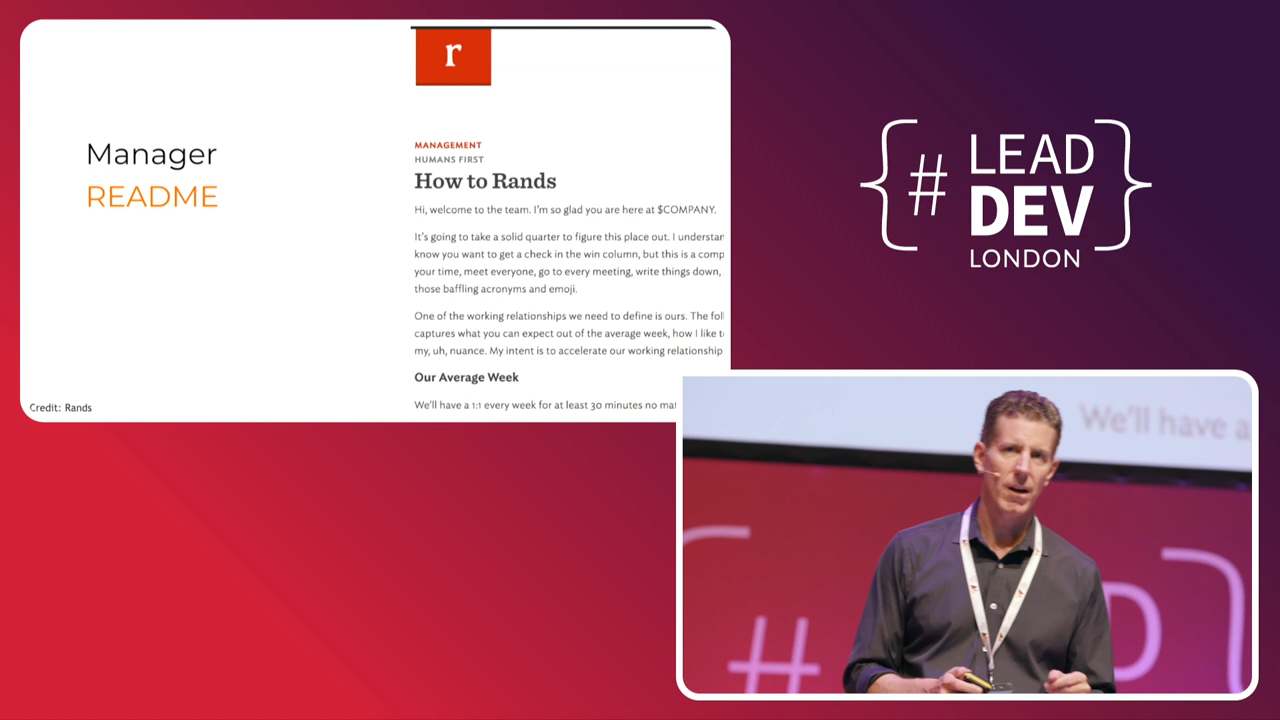 Manager
README
r
MANAGEMENT
HUMANS FIRST
How to Rands
Hi, welcome to the team. I'm so glad you are here at $COMPANY.
It's going to take a solid quarter to figure this place out. I
know you want to get a check in the win column, but this is a
your time, meet everyone, go to every meeting, write things down,
those baffling acronyms and emoji.
One of the working relationships we need to define is ours. The
captures what you can expect out of the average week, how I like
my, uh, nuance. My intent is to accelerate our working relationship
Our Average Week
We'll have a 1:1 every week for at least 30 minutes no
Credit: Rands
{# LEAD
DEV
LONDON}
We'll have a
# D